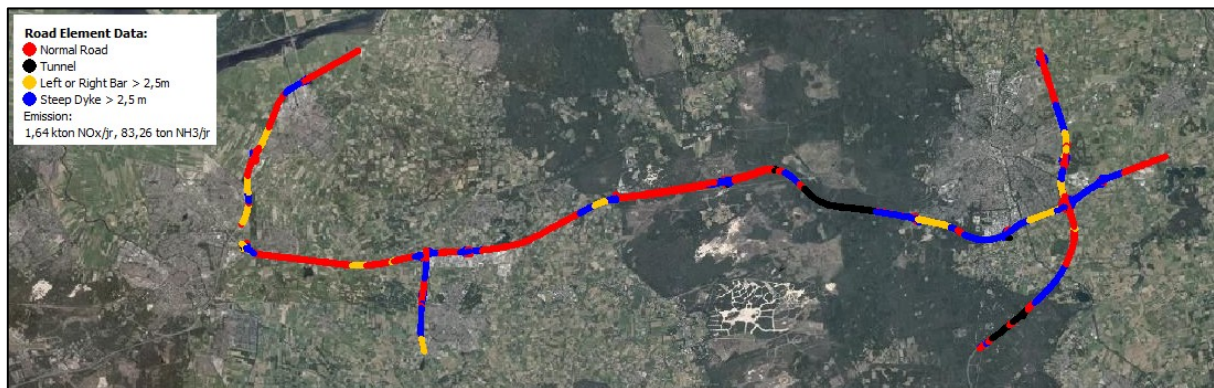 Road Element Data:
Normal Road
Tunnel
Left or Right Bar > 2,5m
Steep Dyke > 2,5 m
Emission:
1,64 kton NOx/jr, 83,26 ton NH3/jr